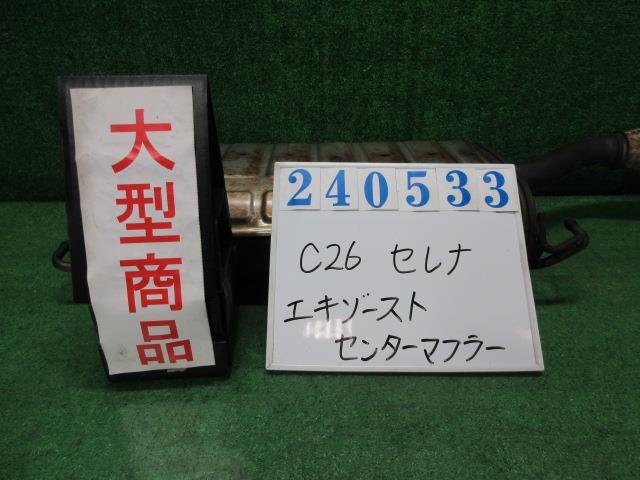 大型商品
240533
C26 セレナ
エキゾースト
センターマフラー